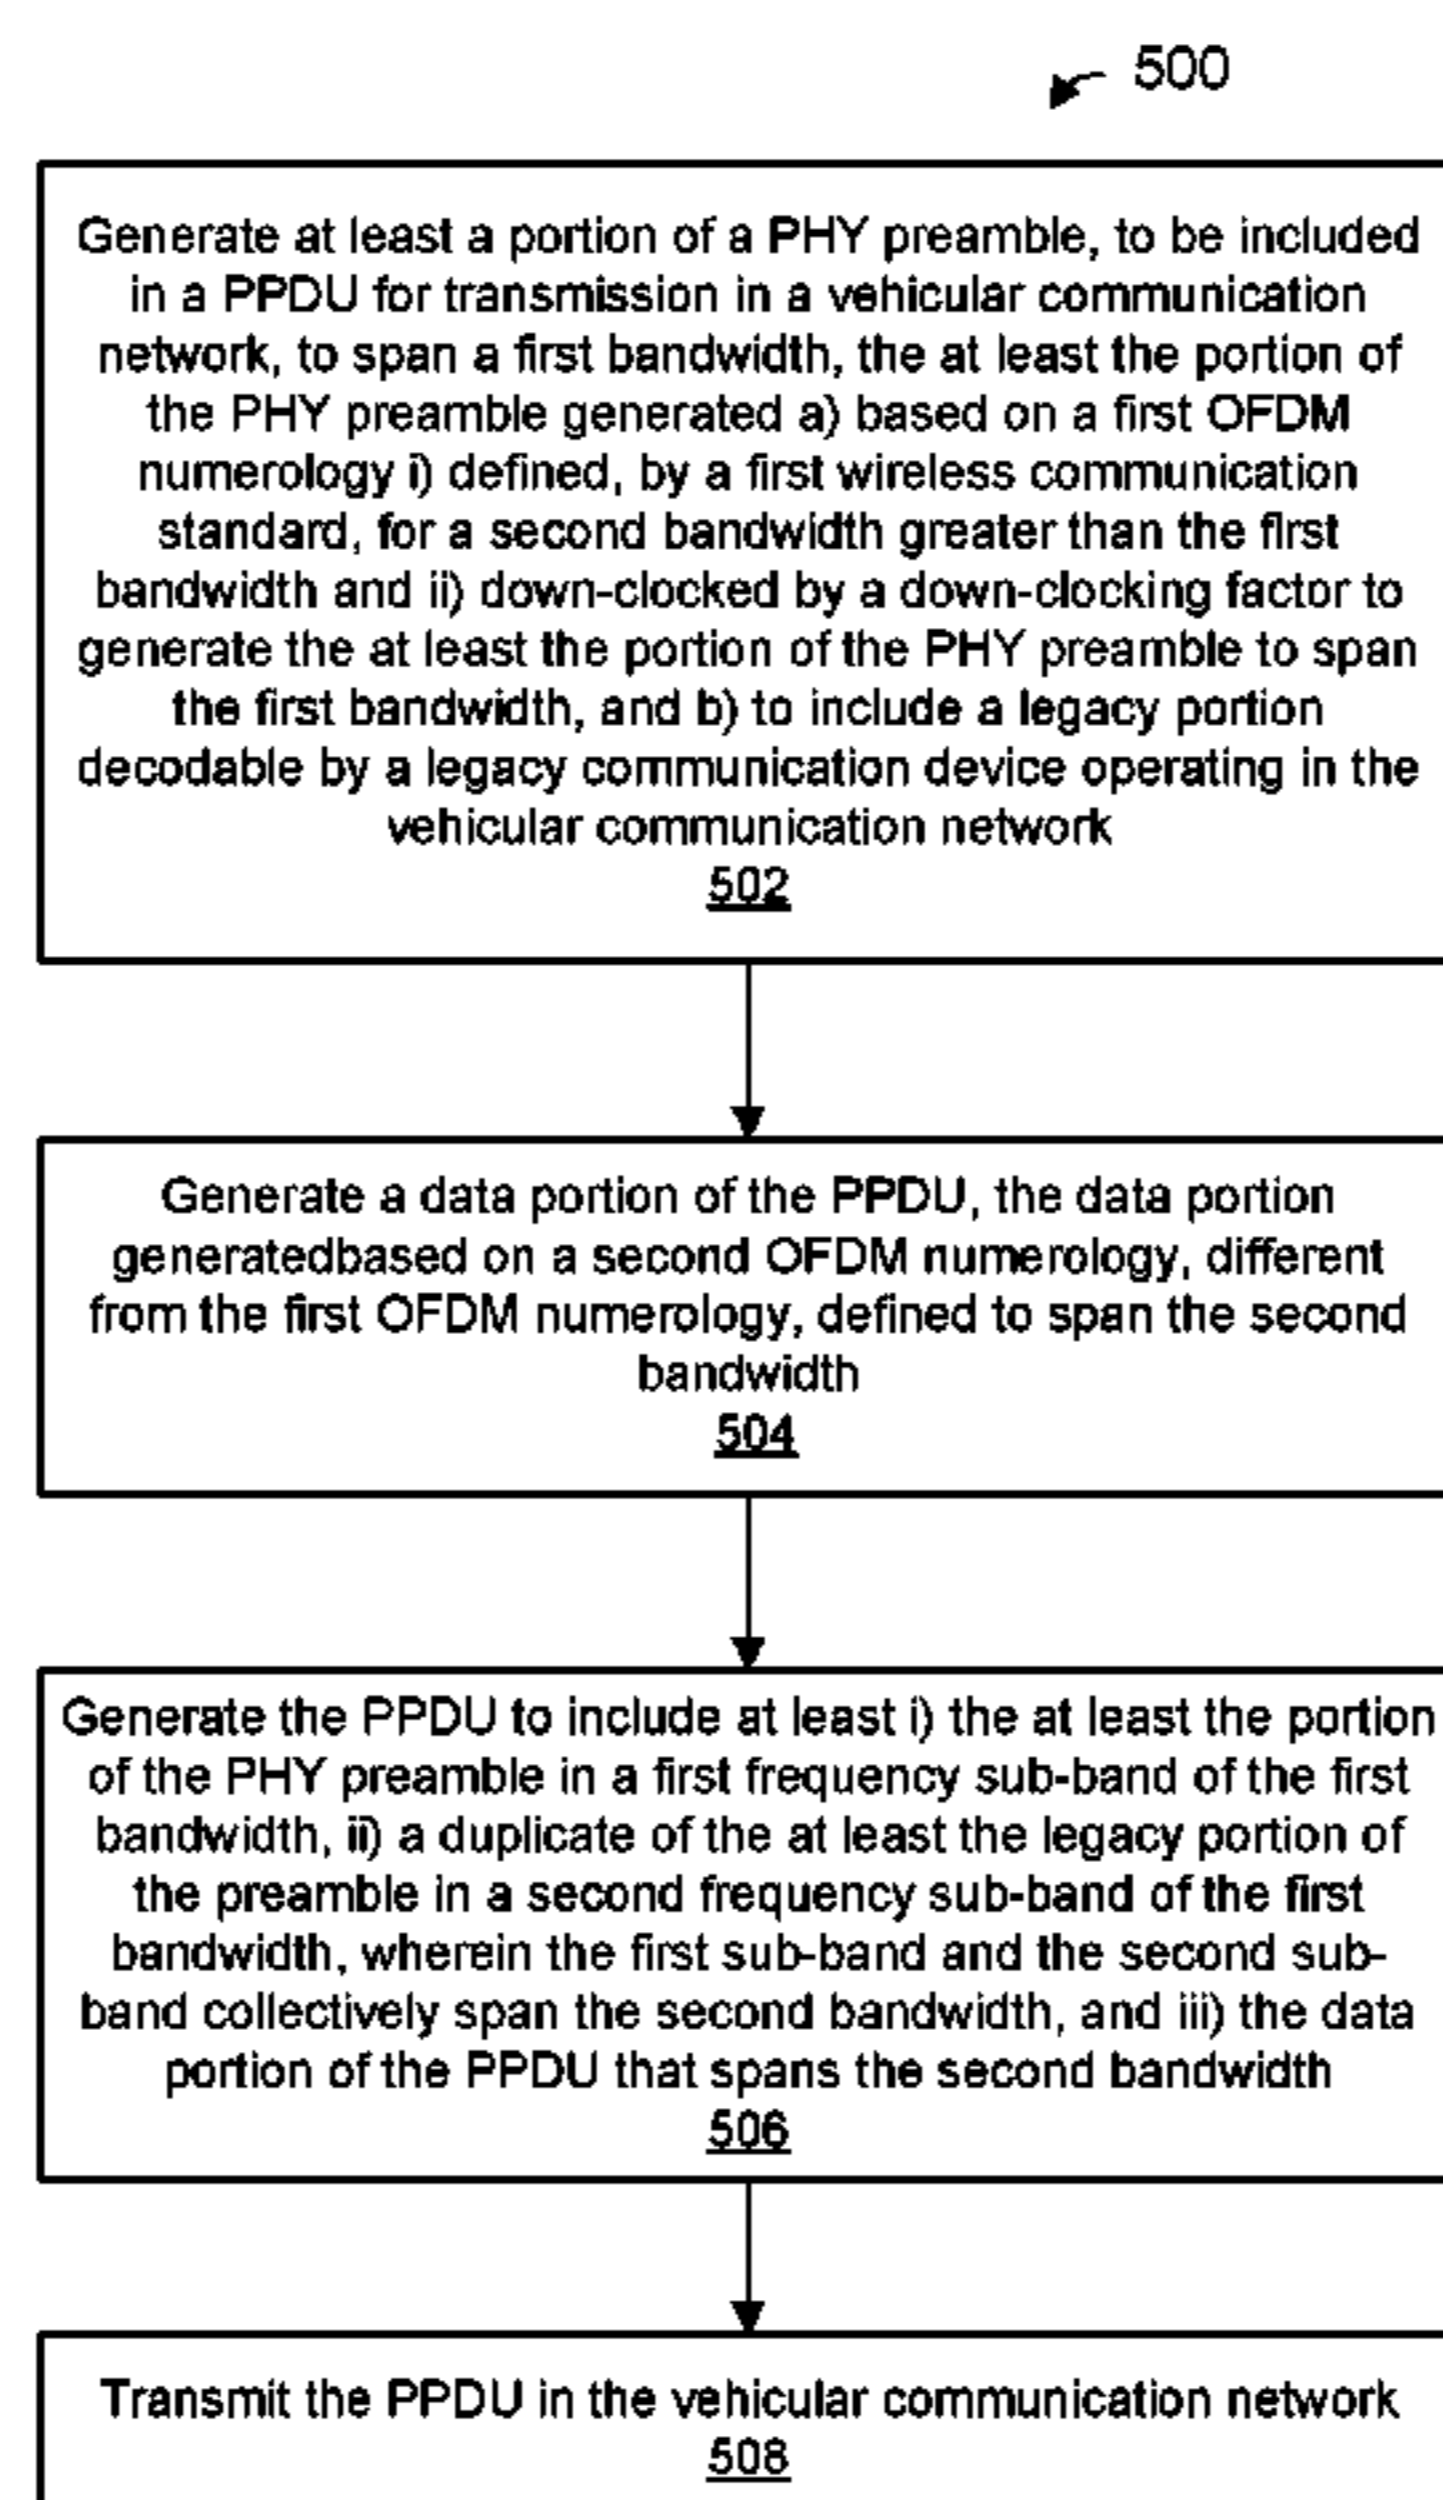 500
Generate at least a portion of a PHY preamble, to be included
in a PPDU for transmission in a vehicular communication
network, to span a first bandwidth, the at least the portion of
the PHY preamble generated a) based on a first OFDM
numerology i) defined, by a first wireless communication
standard, for a second bandwidth greater than the first
bandwidth and ii) down-clocked by a down-clocking factor to
generate the at least the portion of the PHY preamble to span
the first bandwidth, and b) to include a legacy portion
decodable by a legacy communication device operating in the
vehicular communication network
502
Generate a data portion of the PPDU, the data portion
generatedbased on a second OFDM numerology, different
from the first OFDM numerology, defined to span the second
bandwidth
504
Generate the PPDU to include at least i) the at least the portion
of the PHY preamble in a first frequency sub-band of the first
bandwidth, ii) a duplicate of the at least the legacy portion of
the preamble in a second frequency sub-band of the first
bandwidth, wherein the first sub-band and the second sub-
band collectively span the second bandwidth, and iii) the data
portion of the PPDU that spans the second bandwidth
506
Transmit the PPDU in the vehicular communication network
508